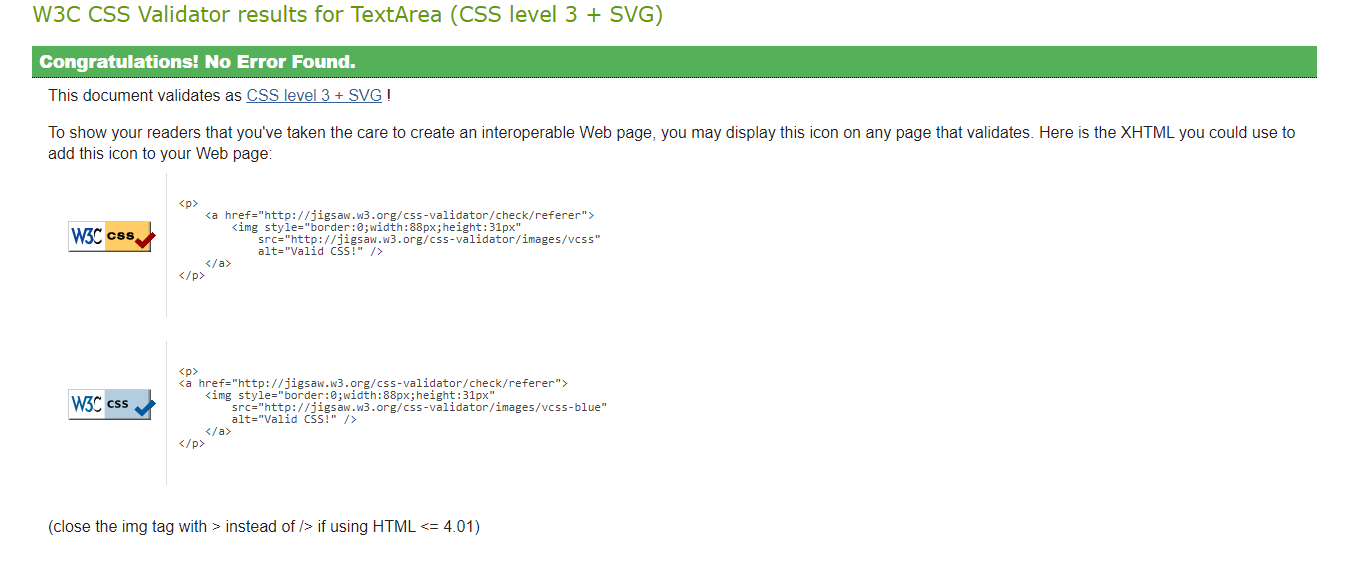 W3C CSS Validator results for TextArea (CSS level 3 + SVG)
Congratulations! No Error Found.
This document validates as CSS level 3 + SVG !
To show your readers that you've taken the care to create an interoperable Web page, you may display this icon on any page that validates. Here is the XHTML you could use to
add this icon to your Web page:
W3C css
<p>
<a href="http://jigsaw.w3.org/css-validator/check/referer">
<img style="border:0;width:88px;height:31px"
src="http://jigsaw.w3.org/css-validator/images/vcss"
alt="Valid CSS!" />
</a>
</p>
W3C css
<p>
<a href="http://jigsaw.w3.org/css-validator/check/referer">
<img style="border:0;width:88px;height:31px"
src="http://jigsaw.w3.org/css-validator/images/vcss-blue"
alt="Valid CSS!" />
</a>
</p>
(close the img tag with > instead of /> if using HTML <= 4.01)